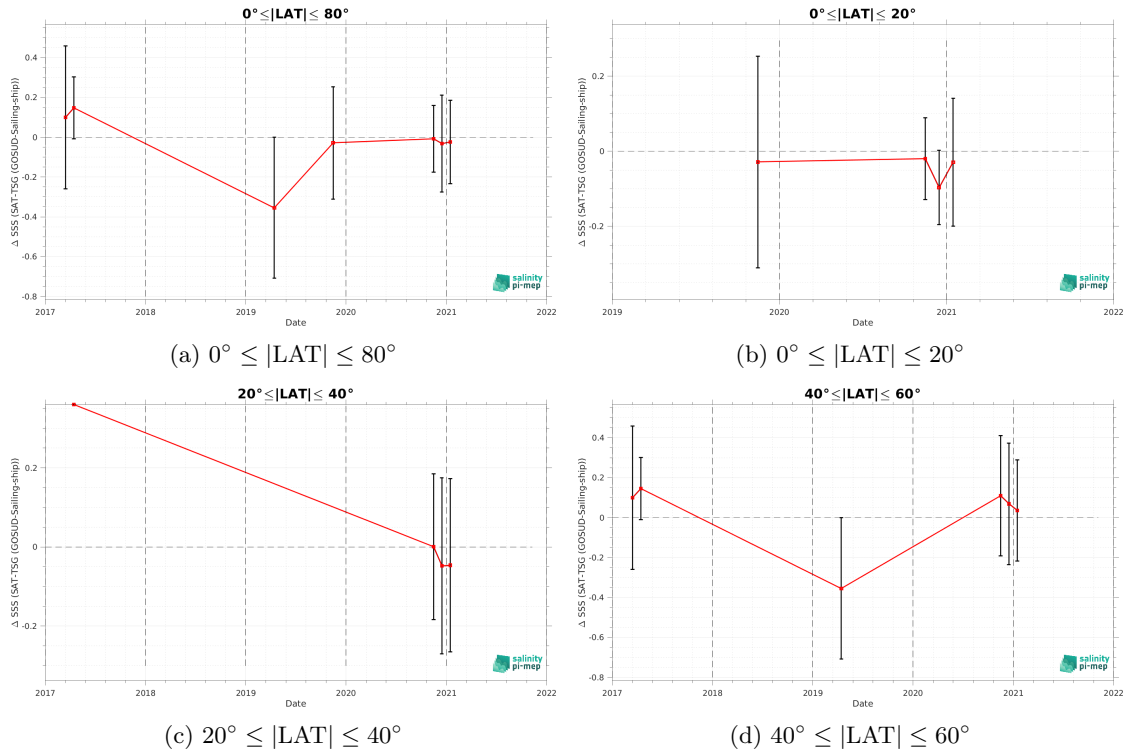 0°≤|LAT|≤ 80°
Δ SSS (SAT-TSG (GOSUD-Sailing-ship))
0.4
0.2
0
-0.2
-0.4
-0.6
-0.8
2017 2018 2019 2020 2021 2022
Date
salinity
pi-mep
(a) 0° ≤ |LAT| ≤ 80°
0°≤|LAT|≤ 20°
Δ SSS (SAT-TSG (GOSUD-Sailing-ship))
0.2
0
-0.2
2019 2020 2021 2022
Date
salinity
pi-mep
(b) 0° ≤ |LAT| ≤ 20°
20°≤|LAT|≤ 40°
Δ SSS (SAT-TSG (GOSUD-Sailing-ship))
0.2
0
-0.2
2017 2018 2019 2020 2021 2022
Date
salinity
pi-mep
(c) 20° ≤ |LAT| ≤ 40°
40°≤|LAT|≤ 60°
Δ SSS (SAT-TSG (GOSUD-Sailing-ship))
0.4
0.2
0
-0.2
-0.4
-0.6
-0.8
2017 2018 2019 2020 2021 2022
Date
salinity
pi-mep
(d) 40° ≤ |LAT| ≤ 60°